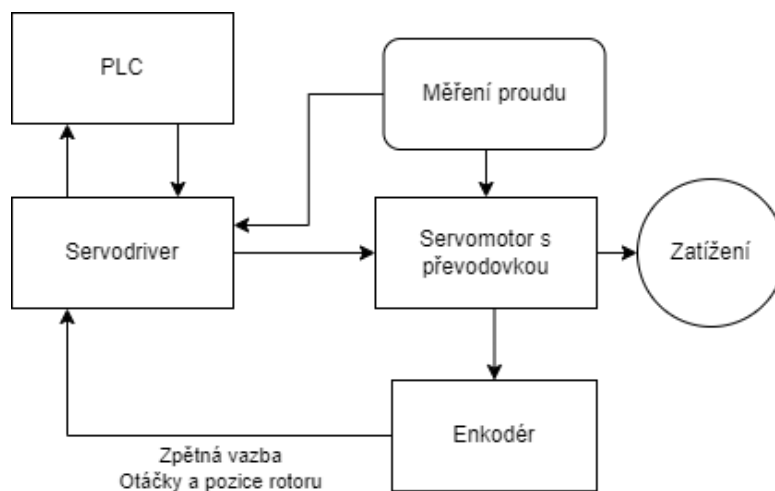 PLC
Měření proudu
Servodriver
Servomotor s
převodovkou
Zatížení
Enkodér
Zpětná vazba
Otáčky a pozice rotoru